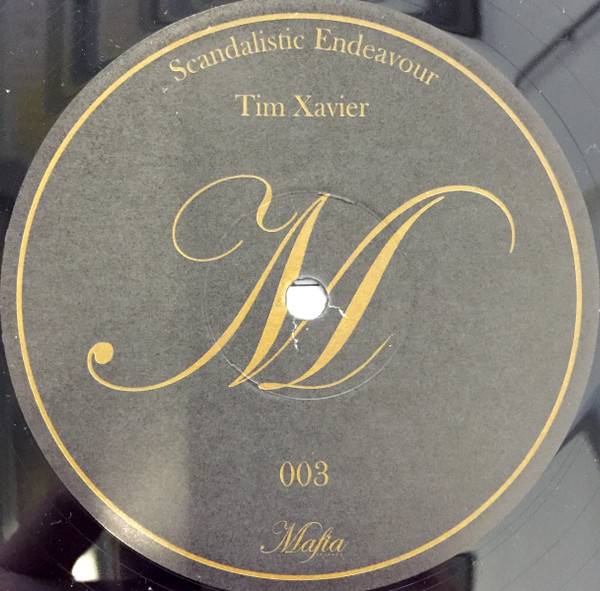 Scandalistic Endeavour
Tim Xavier
M
003
Mafia